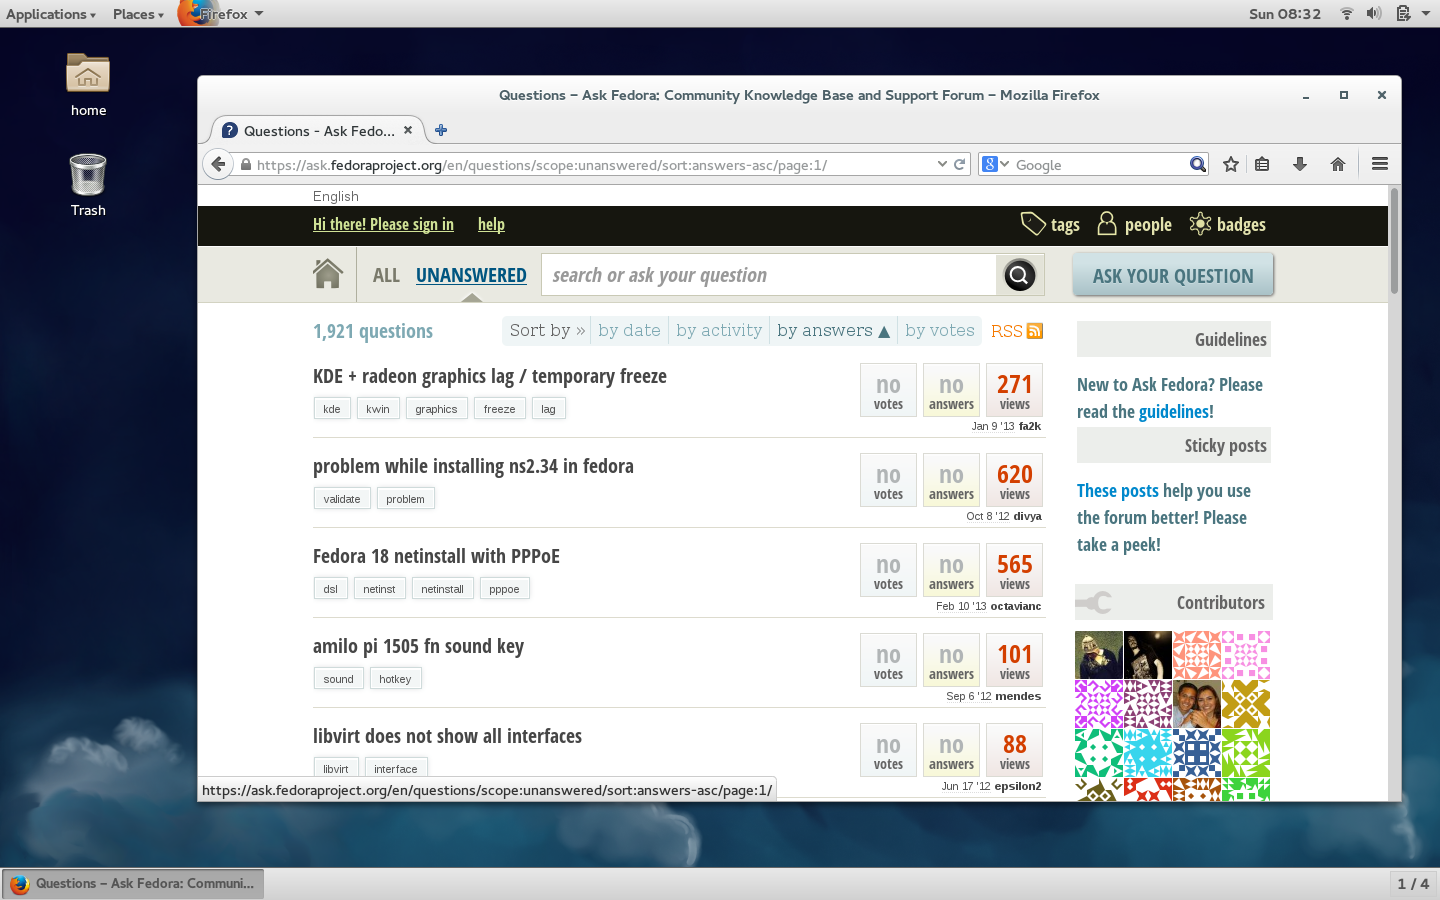 Applications Places Firefox Sun 08:32
home
Trash
Questions – Ask Fedora: Community Knowledge Base and Support Forum – Mozilla Firefox
Questions - Ask Fedo...
https://ask.fedoraproject.org/en/questions/scope:unanswered/sort:answers-asc/page:1/ Google
English
Hi there! Please sign in help tags people badges
ALL UNANSWERED search or ask your question ASK YOUR QUESTION
1,921 questions Sort by » by date by activity by answers ▲ by votes RSS
KDE + radeon graphics lag / temporary freeze
kde kwin graphics freeze lag
no votes no answers 271 views
Jan 9 '13 fa2k
problem while installing ns2.34 in fedora
validate problem
no votes no answers 620 views
Oct 8 '12 divya
Fedora 18 netinstall with PPPoE
dsl netinst netinstall pppoe
no votes no answers 565 views
Feb 10 '13 octavianc
amilo pi 1505 fn sound key
sound hotkey
no votes no answers 101 views
Sep 6 '12 mendes
libvirt does not show all interfaces
libvirt interface
no votes no answers 88 views
Jun 17 '12 epsilon2
Guidelines
New to Ask Fedora? Please
read the guidelines!
Sticky posts
These posts help you use
the forum better! Please
take a peek!
Contributors
https://ask.fedoraproject.org/en/questions/scope:unanswered/sort:answers-asc/page:1/
Questions – Ask Fedora: Communi... 1 / 4